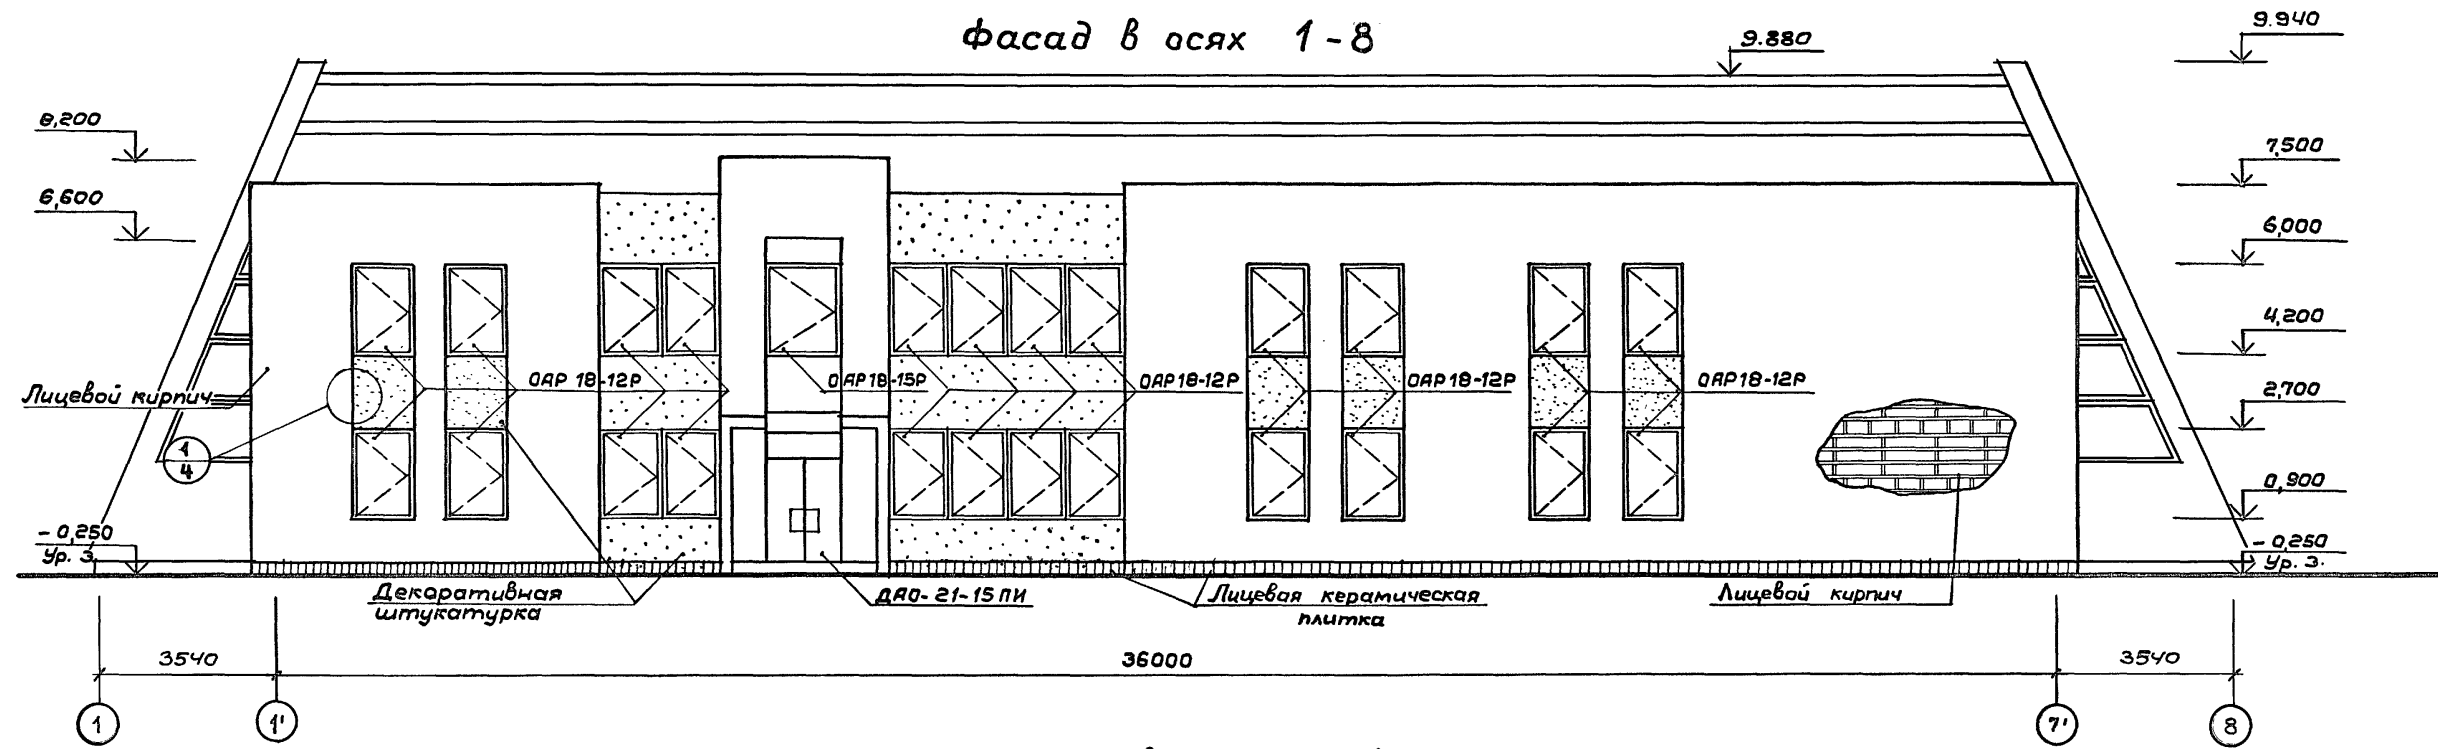 Фасад в осях 1-8
9.880
9.940
8,200
7,500
6,600
6,000
4,200
ОАР 18-12Р
ОАР 18-15Р
ОАР 18-12Р
ОАР 18-12Р
ОАР 18-12Р
Лицевой кирпич
2,700
1
4
0,900
-0,250
Ур. З.
-0,250
Ур. З.
Декоративная
штукатурка
ДАО-21-15 ПИ
Лицевая керамическая
плитка
Лицевой кирпич
3540
36000
3540
1
1'
7'
8